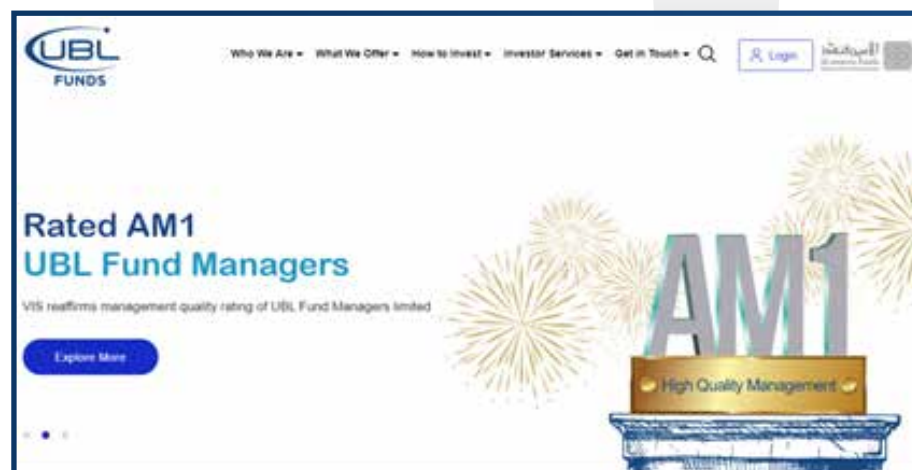 UBL
FUNDS
Who We Are What We Offer How to Invest Investor Services Get in Touch
Login
Rated AM1
UBL Fund Managers
VIS reaffirms management quality rating of UBL Fund Managers limited
Explore More
AM1
High Quality Management